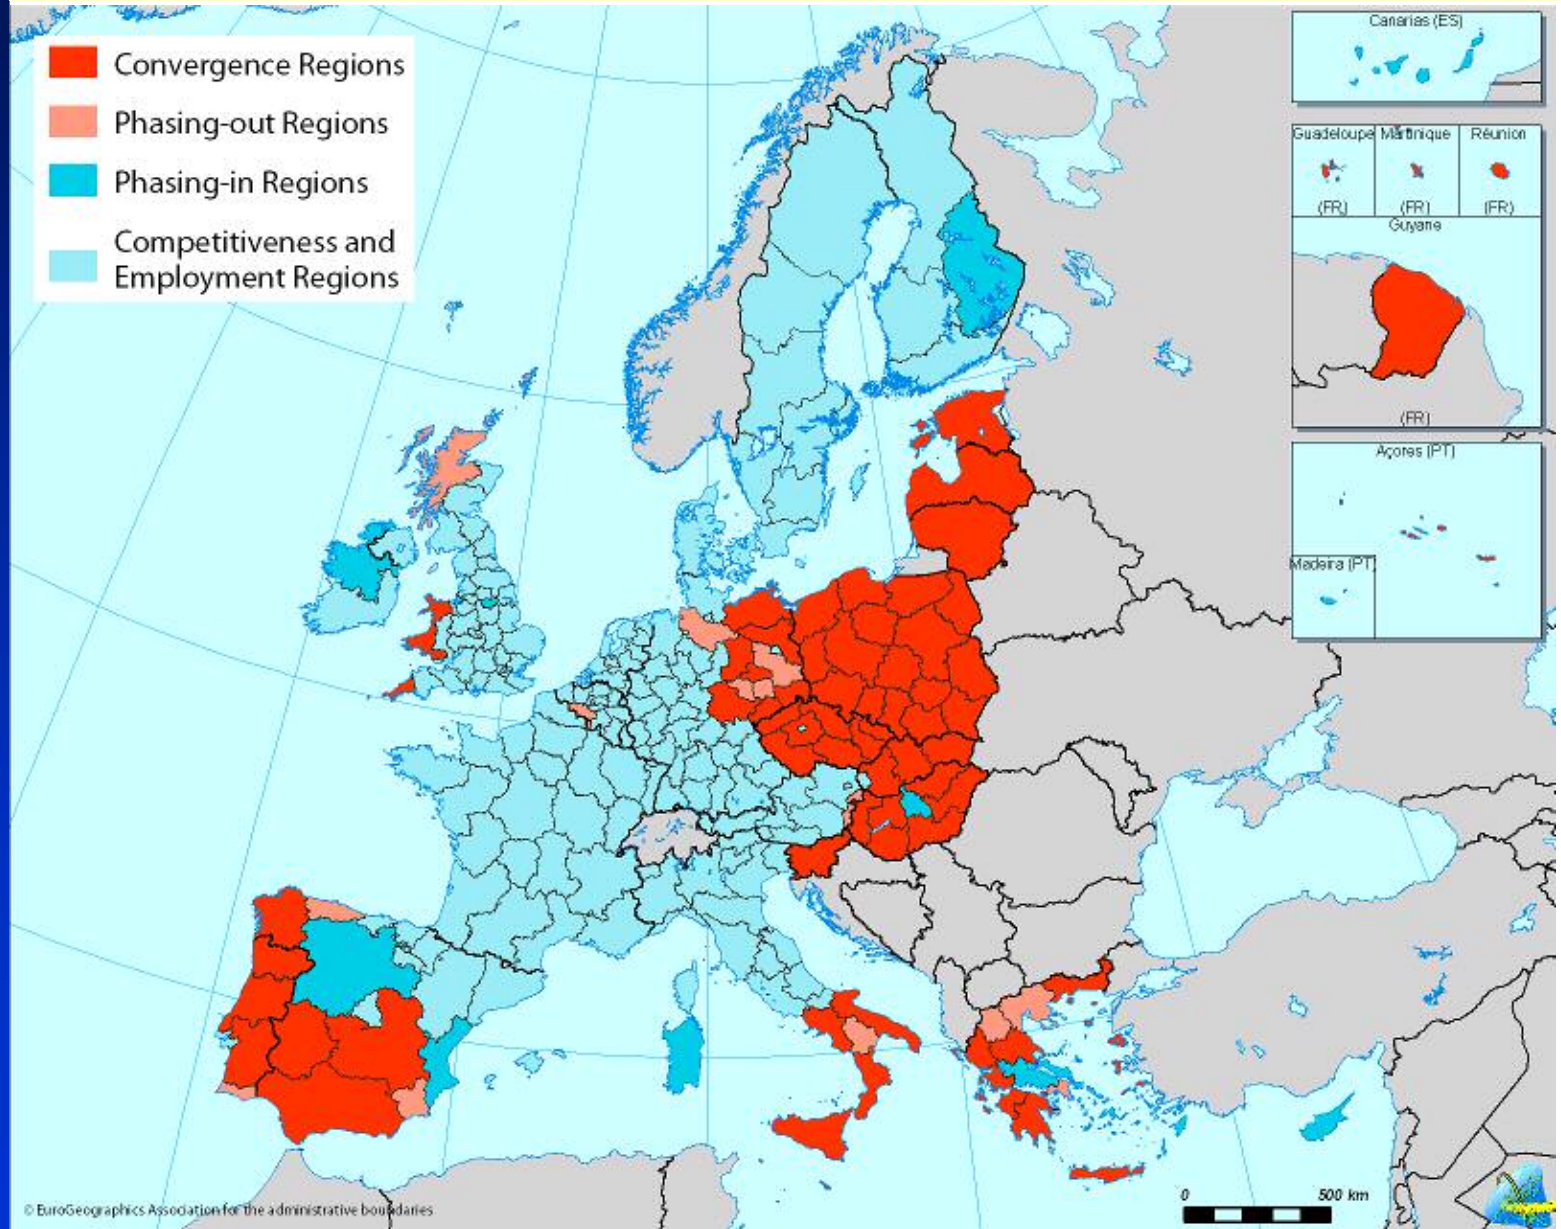 Convergence Regions
Phasing-out Regions
Phasing-in Regions
Competitiveness and
Employment Regions
Canarias (ES)
Guadeloupe Martinique Réunion
(FR) (FR) (FR)
Guyane
(FR)
Açores (PT)
Madeira (PT)
0 500 km
© EuroGeographics Association for the administrative boundaries